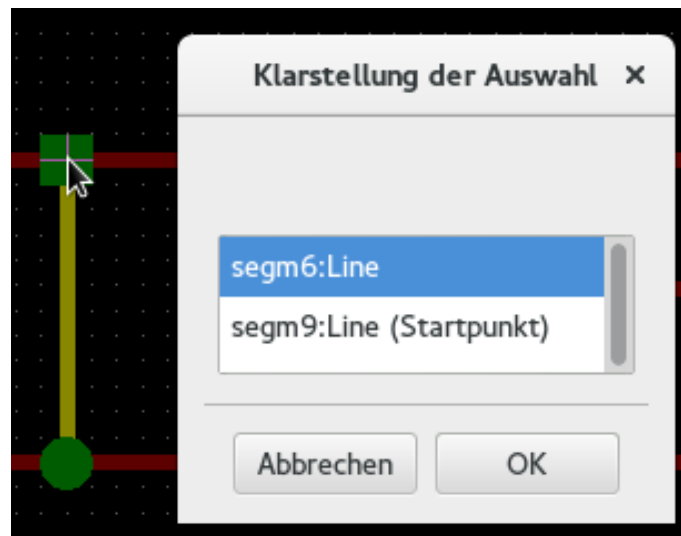 Klarstellung der Auswahl ×
segm6:Line
segm9:Line (Startpunkt)
Abbrechen
OK